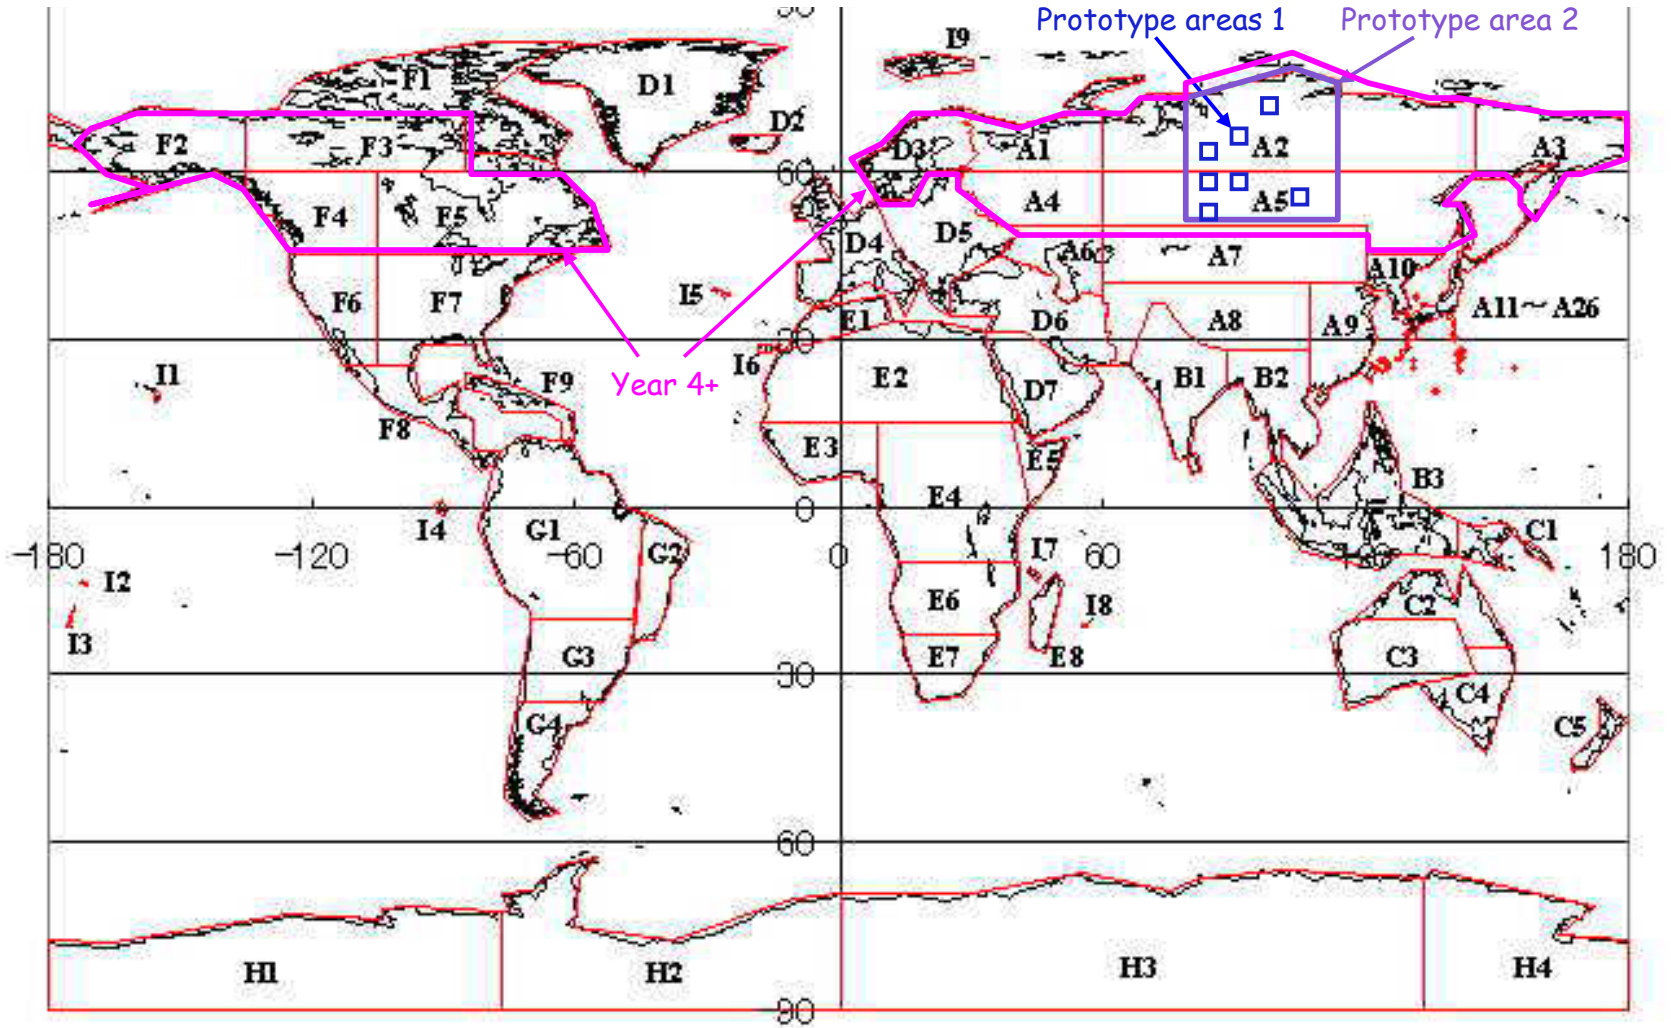 90
Prototype areas 1
Prototype area 2
I9
F1
D1
D2
F2
F3
D3
A1
A2
A3
60
F4
F5
A4
A5
D4
D5
A6
A7
A10
I5
F6
F7
E1
D6
A8
A9
A11～A26
30
I6
Year 4+
I1
F9
E2
D7
B1
B2
F8
E3
E5
B3
E4
0
I4
G1
G2
I7
C1
−180
−120
−60
0
60
180
I2
I3
E6
I8
C2
G3
E7
E8
C3
30
C4
G4
C5
60
H1
H2
H3
H4
−90